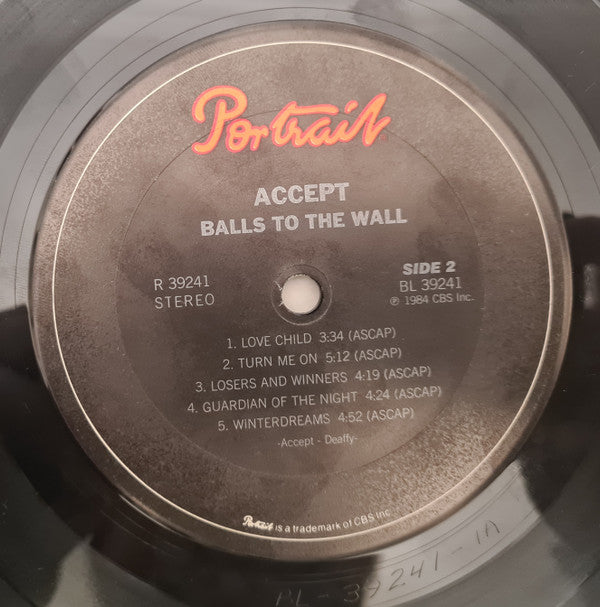 Portrait
ACCEPT
BALLS TO THE WALL
R 39241
STEREO
SIDE 2
BL 39241
℗ 1984 CBS Inc.
1. LOVE CHILD 3:34 (ASCAP)
2. TURN ME ON 5:12 (ASCAP)
3. LOSERS AND WINNERS 4:19 (ASCAP)
4. GUARDIAN OF THE NIGHT 4:24 (ASCAP)
5. WINTERDREAMS 4:52 (ASCAP)
-Accept - Deaffy-
Portrait is a trademark of CBS Inc.
BL-39241-1A